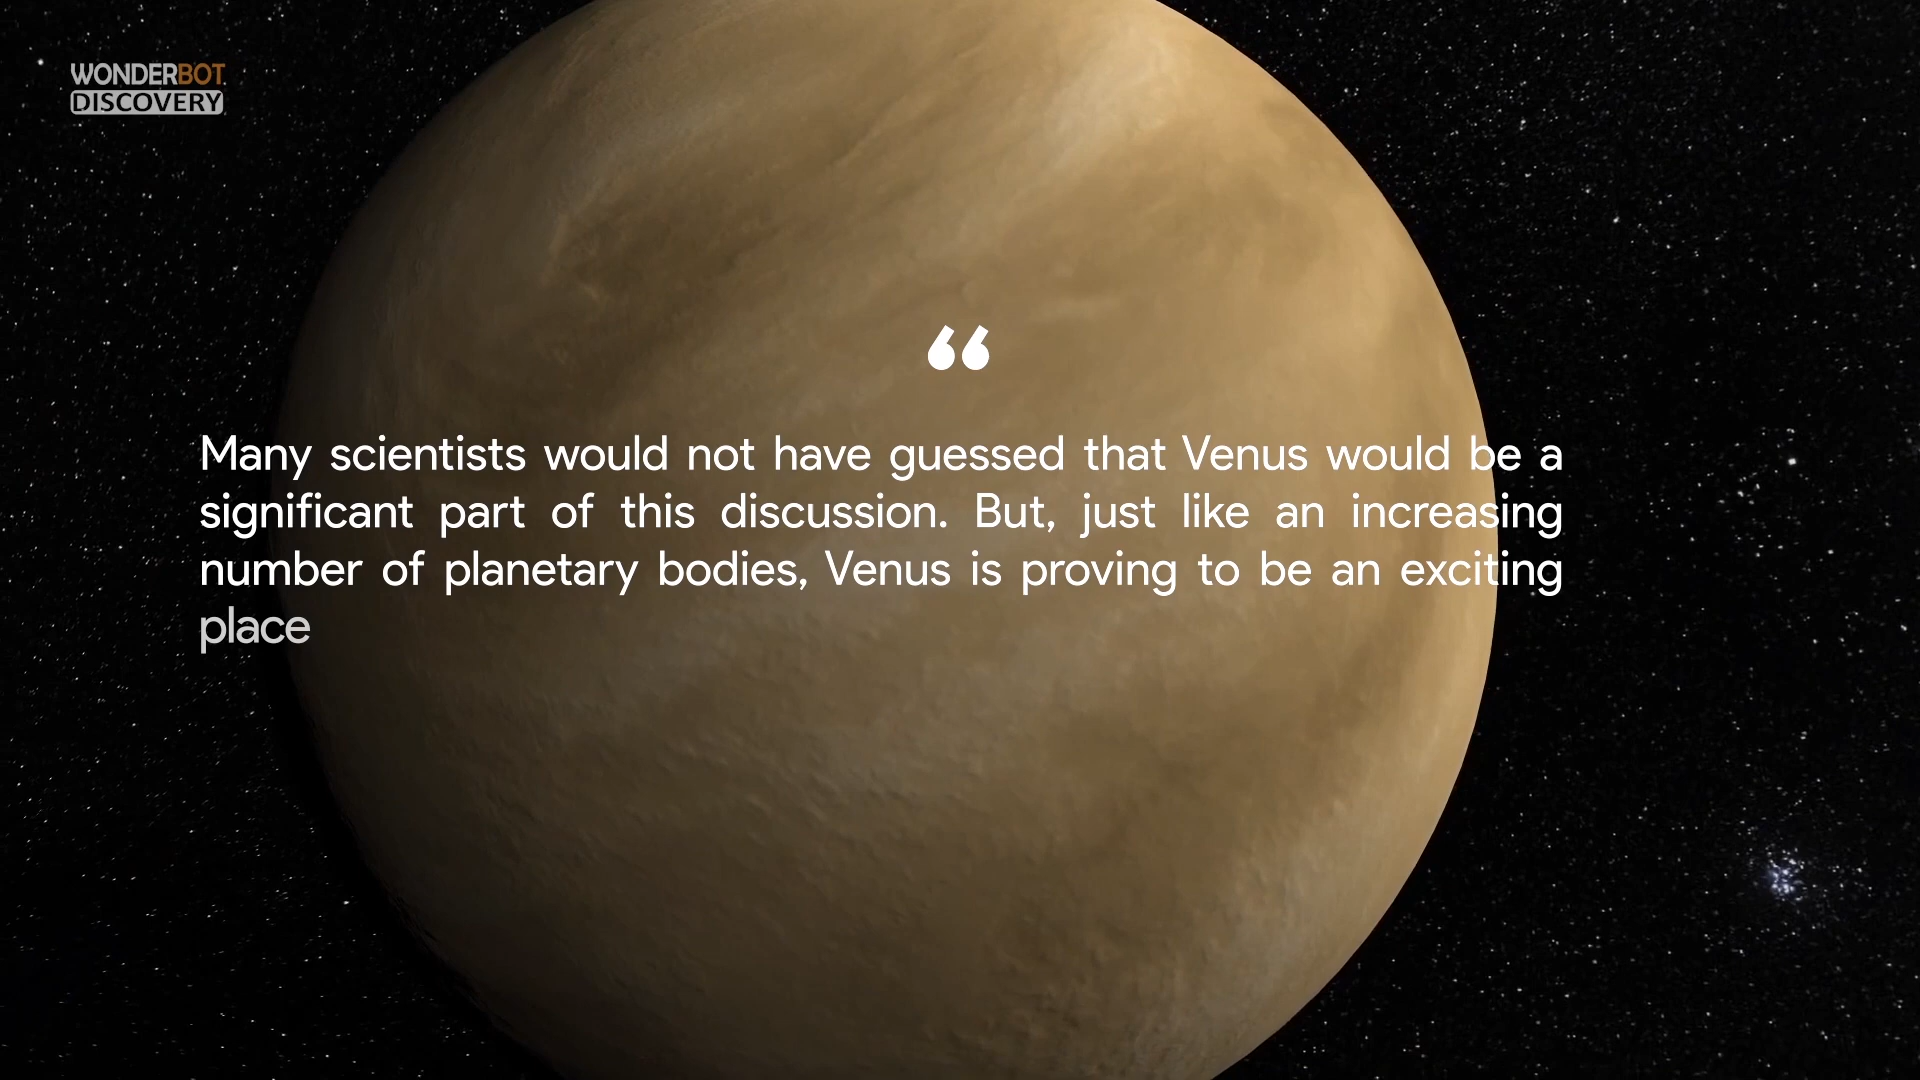 WONDERBOT
DISCOVERY
“
Many scientists would not have guessed that Venus would be a
significant part of this discussion. But, just like an increasing
number of planetary bodies, Venus is proving to be an exciting
place